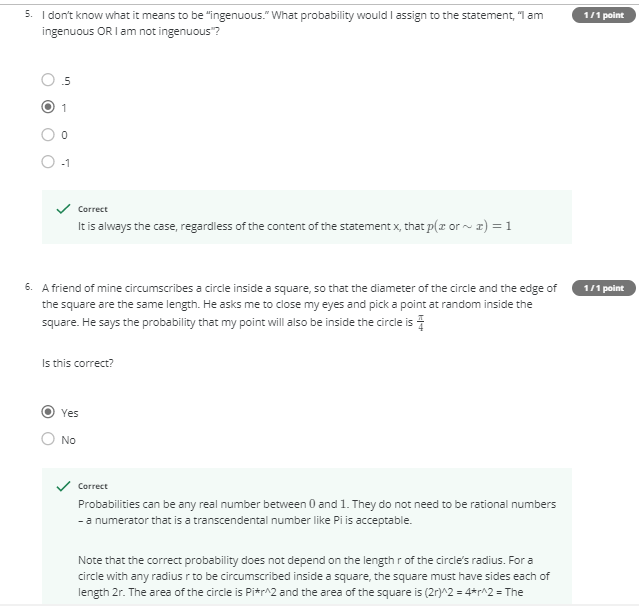 5. I don't know what it means to be "ingenuous." What probability would I assign to the statement, "I am
ingenuous OR I am not ingenuous"?
1 / 1 point
.5
1
0
-1
Correct
It is always the case, regardless of the content of the statement x, that p(x or ~ x) = 1
6. A friend of mine circumscribes a circle inside a square, so that the diameter of the circle and the edge of
the square are the same length. He asks me to close my eyes and pick a point at random inside the
square. He says the probability that my point will also be inside the circle is π/4
1 / 1 point
Is this correct?
Yes
No
Correct
Probabilities can be any real number between 0 and 1. They do not need to be rational numbers
- a numerator that is a transcendental number like Pi is acceptable.
Note that the correct probability does not depend on the length r of the circle's radius. For a
circle with any radius r to be circumscribed inside a square, the square must have sides each of
length 2r. The area of the circle is Pi*r^2 and the area of the square is (2r)^2 = 4*r^2 = The